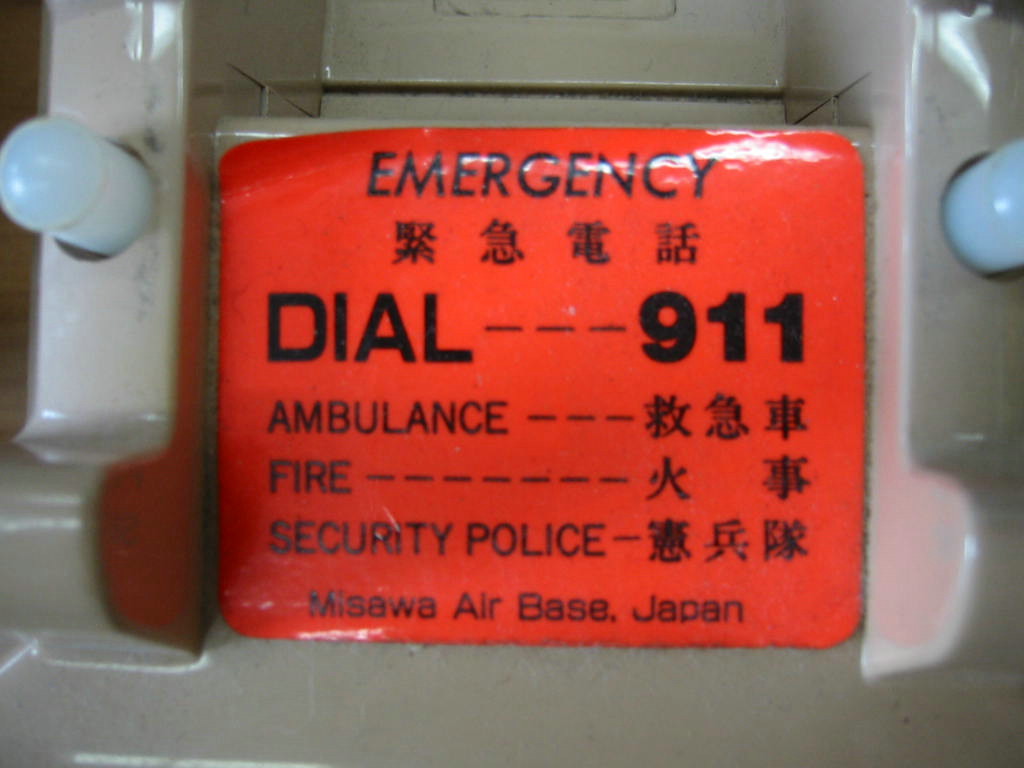 EMERGENCY
緊急電話
DIAL---911
AMBULANCE ---救急車
FIRE -------火事
SECURITY POLICE-憲兵隊
Misawa Air Base, Japan